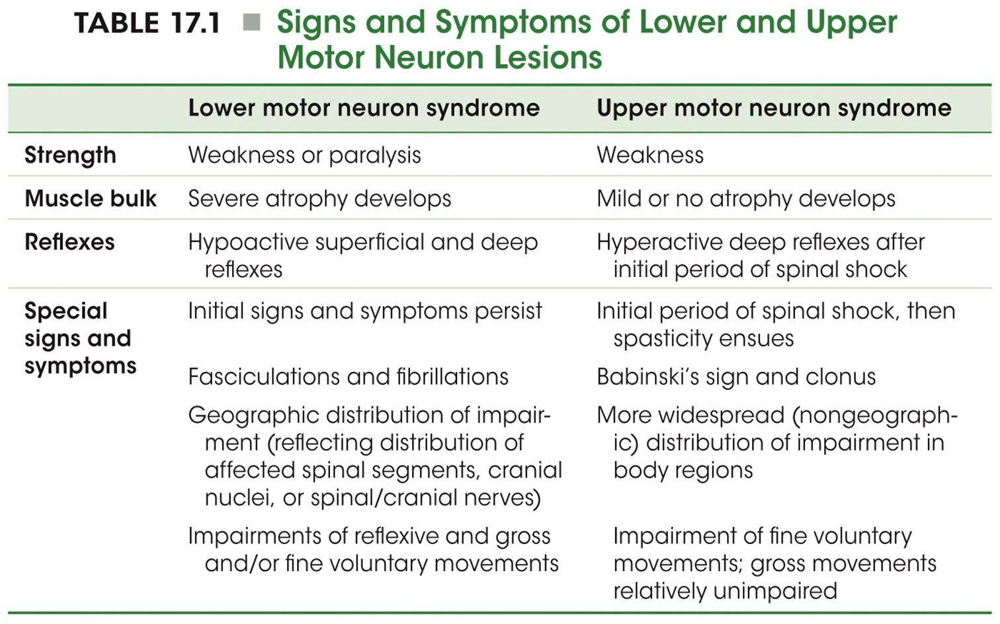 TABLE 17.1 ■ Signs and Symptoms of Lower and Upper
Motor Neuron Lesions
Lower motor neuron syndrome Upper motor neuron syndrome
Strength Weakness or paralysis Weakness
Muscle bulk Severe atrophy develops Mild or no atrophy develops
Reflexes Hypoactive superficial and deep Hyperactive deep reflexes after
reflexes initial period of spinal shock
Special Initial signs and symptoms persist Initial period of spinal shock, then
signs and spasticity ensues
symptoms
Fasciculations and fibrillations Babinski’s sign and clonus
Geographic distribution of impair- More widespread (nongeograph-
ment (reflecting distribution of ic) distribution of impairment in
affected spinal segments, cranial body regions
nuclei, or spinal/cranial nerves)
Impairments of reflexive and gross Impairment of fine voluntary
and/or fine voluntary movements movements; gross movements
relatively unimpaired